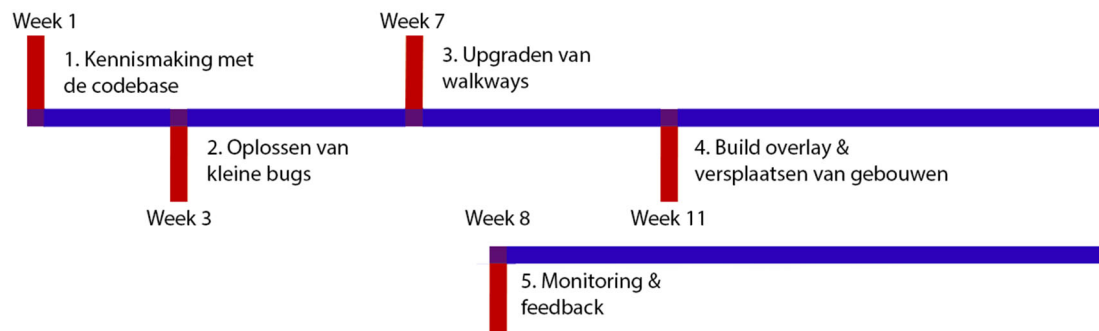 Week 1
1. Kennismaking met
de codebase
Week 7
3. Upgraden van
walkways
2. Oplossen van
kleine bugs
Week 3
4. Build overlay &
versplaatsen van gebouwen
Week 11
Week 8
5. Monitoring &
feedback